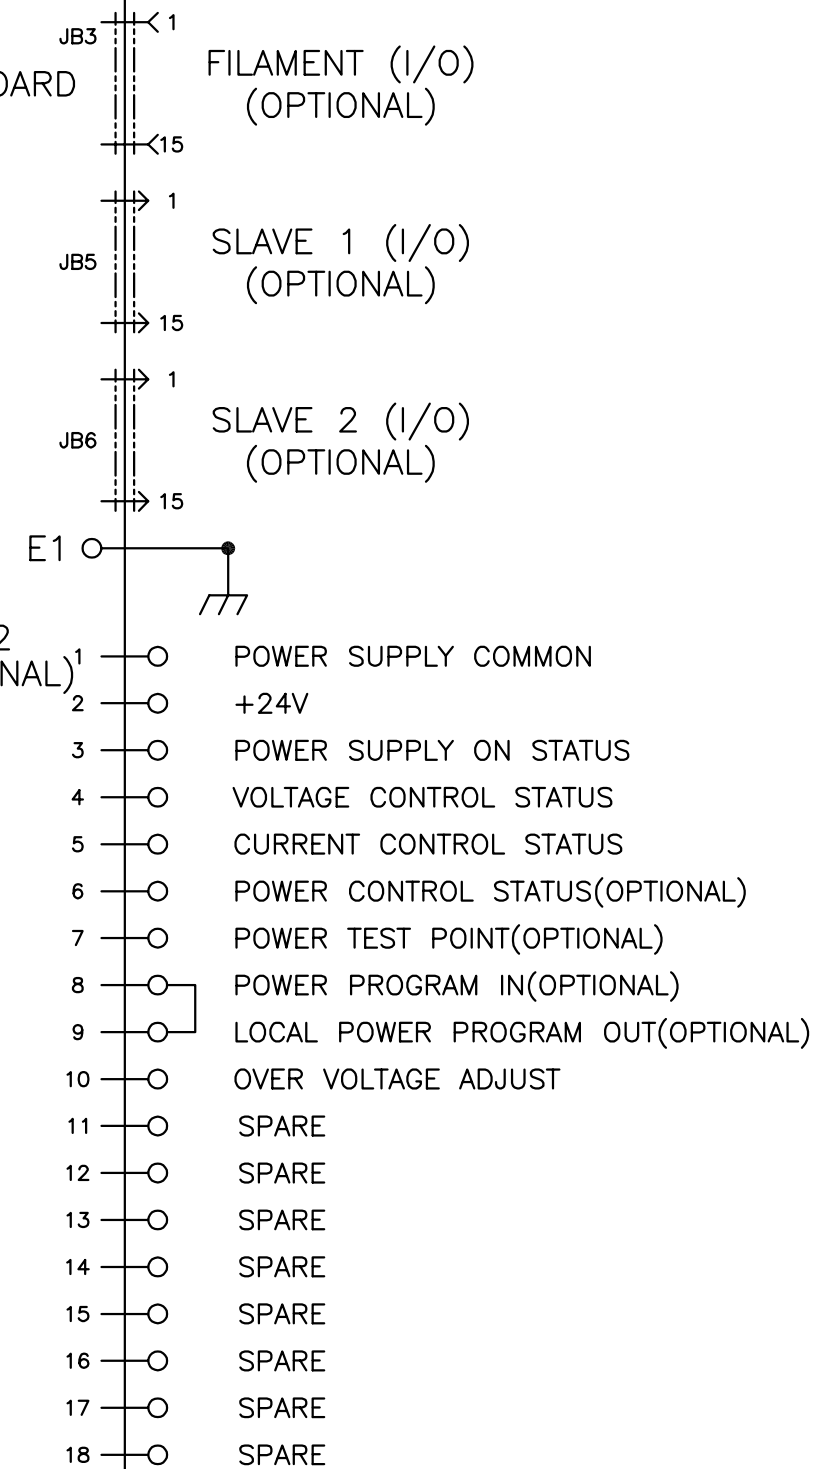 JB3
1
FILAMENT (I/O)
(OPTIONAL)
15
1
JB5
SLAVE 1 (I/O)
(OPTIONAL)
15
1
JB6
SLAVE 2 (I/O)
(OPTIONAL)
15
E1
2
1 POWER SUPPLY COMMON
2 +24V
3 POWER SUPPLY ON STATUS
4 VOLTAGE CONTROL STATUS
5 CURRENT CONTROL STATUS
6 POWER CONTROL STATUS(OPTIONAL)
7 POWER TEST POINT(OPTIONAL)
8 POWER PROGRAM IN(OPTIONAL)
9 LOCAL POWER PROGRAM OUT(OPTIONAL)
10 OVER VOLTAGE ADJUST
11 SPARE
12 SPARE
13 SPARE
14 SPARE
15 SPARE
16 SPARE
17 SPARE
18 SPARE